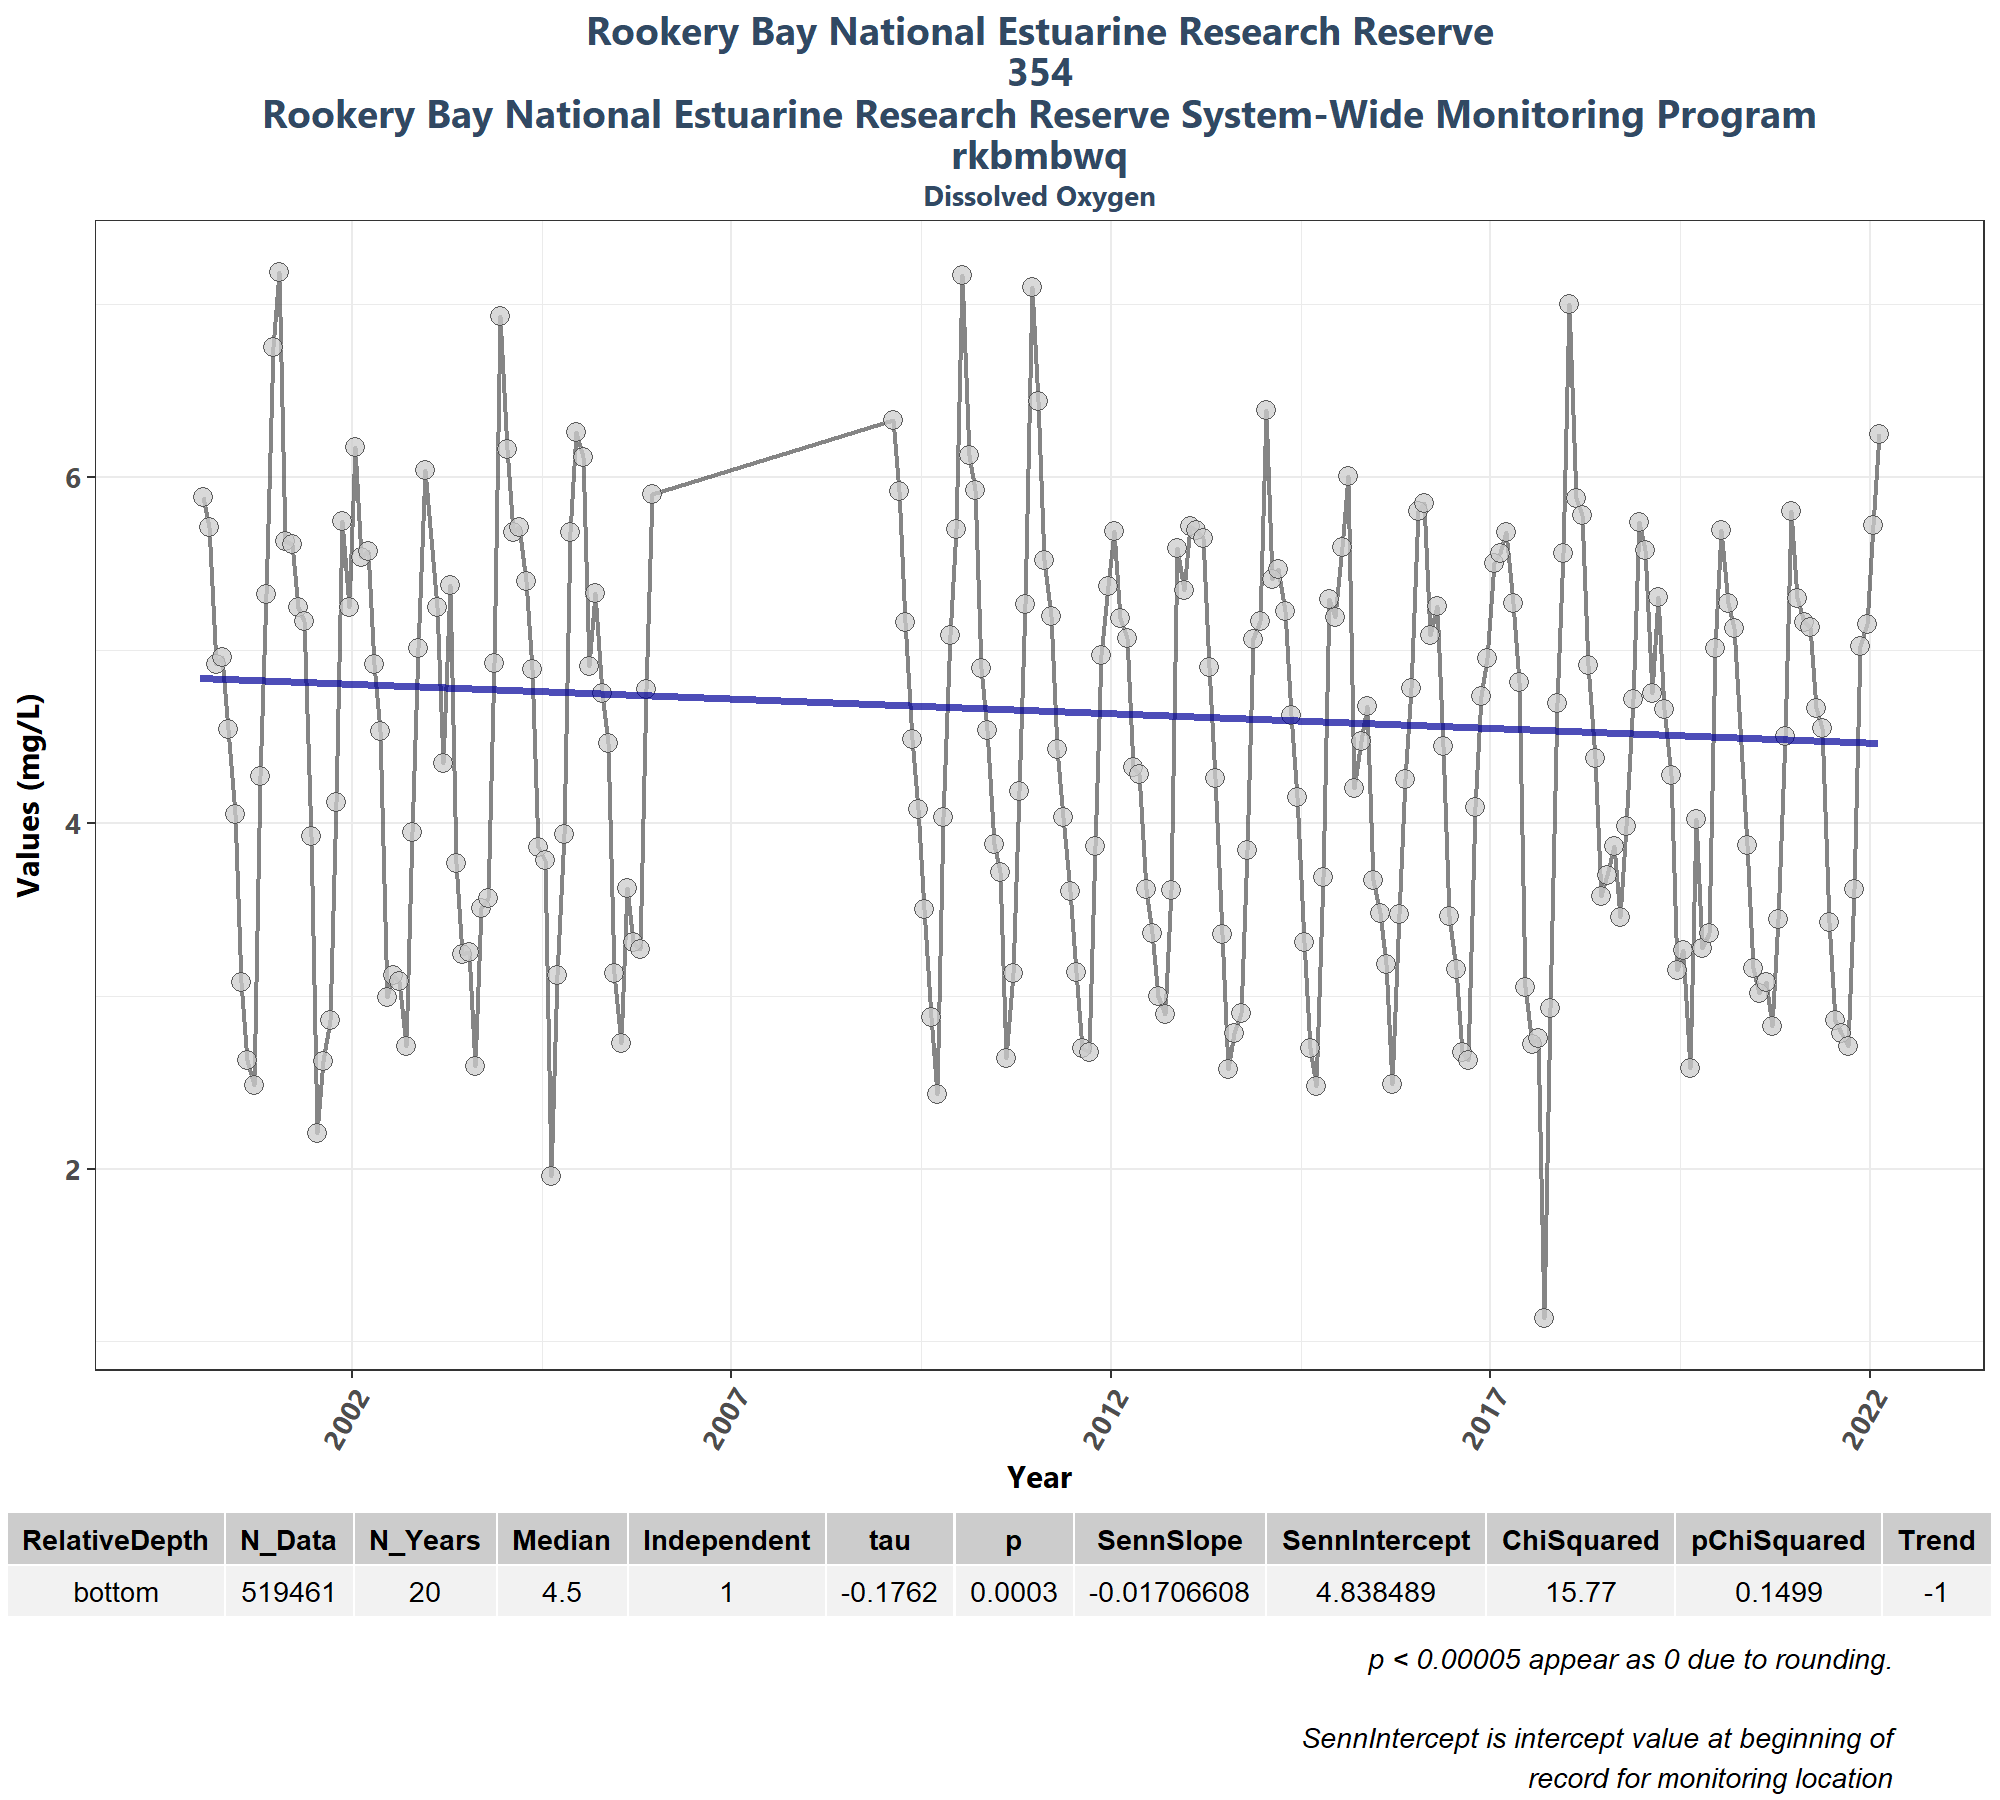 Rookery Bay National Estuarine Research Reserve
354
Rookery Bay National Estuarine Research Reserve System-Wide Monitoring Program
rkbmbwq
Dissolved Oxygen
Values (mg/L)
6
4
2
2002
2007
2012
2017
2022
Year
RelativeDepth N_Data N_Years Median Independent tau p SennSlope SennIntercept ChiSquared pChiSquared Trend
bottom 519461 20 4.5 1 -0.1762 0.0003 -0.01706608 4.838489 15.77 0.1499 -1
p < 0.00005 appear as 0 due to rounding.
SennIntercept is intercept value at beginning of
record for monitoring location